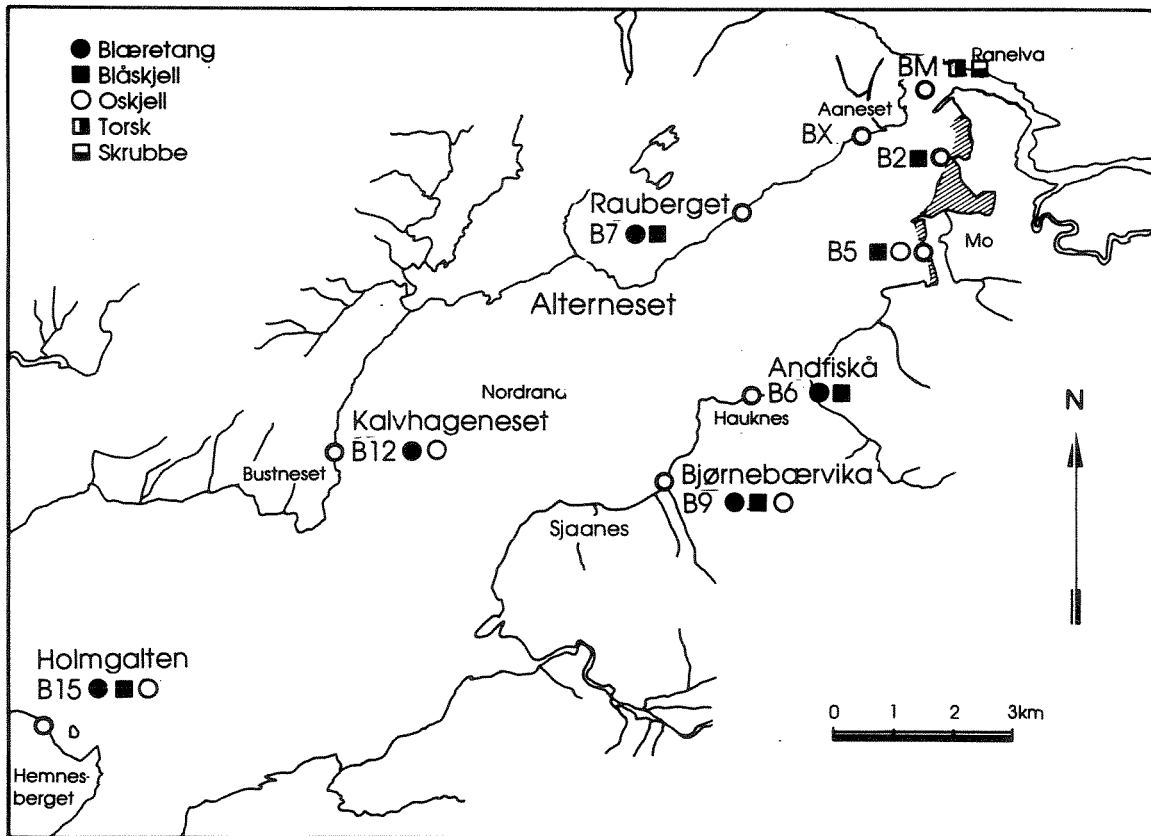 Blæretang
Blåskjell
Oskjell
Torsk
Skrubbe
BM
Ranelva
Aaneset
BX
B2
Rauberget
B7
B5
Mo
Alterneset
Andfiskå
B6
Hauknes
Nordrana
Kalvhageneset
B12
Bustneset
Bjørnebærvika
B9
Sjaanes
N
Holmgalten
B15
Hemnes-
berget
0 1 2 3km